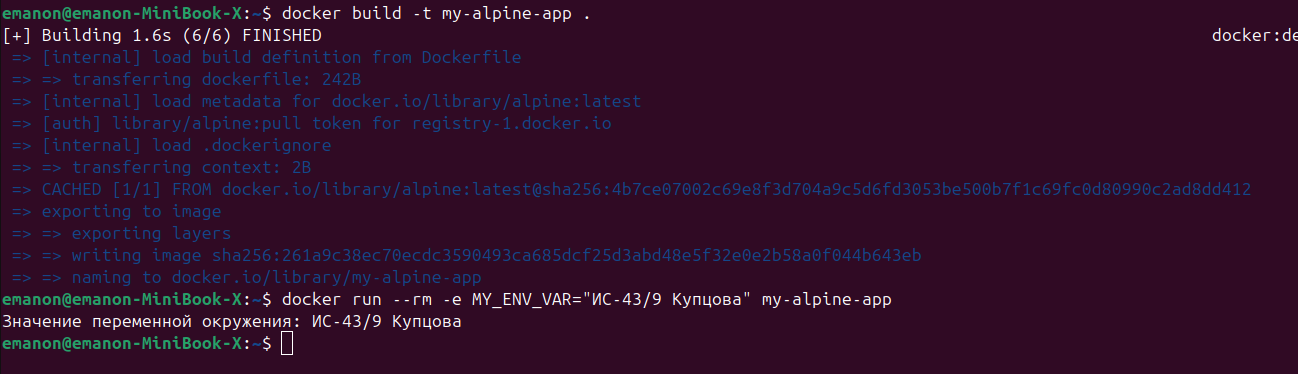 emanon@emanon-MiniBook-X:~$ docker build -t my-alpine-app .
[+] Building 1.6s (6/6) FINISHED docker:de
=> [internal] load build definition from Dockerfile
=> => transferring dockerfile: 242B
=> [internal] load metadata for docker.io/library/alpine:latest
=> [auth] library/alpine:pull token for registry-1.docker.io
=> [internal] load .dockerignore
=> => transferring context: 2B
=> CACHED [1/1] FROM docker.io/library/alpine:latest@sha256:4b7ce07002c69e8f3d704a9c5d6fd3053be500b7f1c69fc0d80990c2ad8dd412
=> exporting to image
=> => exporting layers
=> => writing image sha256:261a9c38ec70ecdc3590493ca685dcf25d3abd48e5f32e0e2b58a0f044b643eb
=> => naming to docker.io/library/my-alpine-app
emanon@emanon-MiniBook-X:~$ docker run --rm -e MY_ENV_VAR="ИС-43/9 Купцова" my-alpine-app
Значение переменной окружения: ИС-43/9 Купцова
emanon@emanon-MiniBook-X:~$